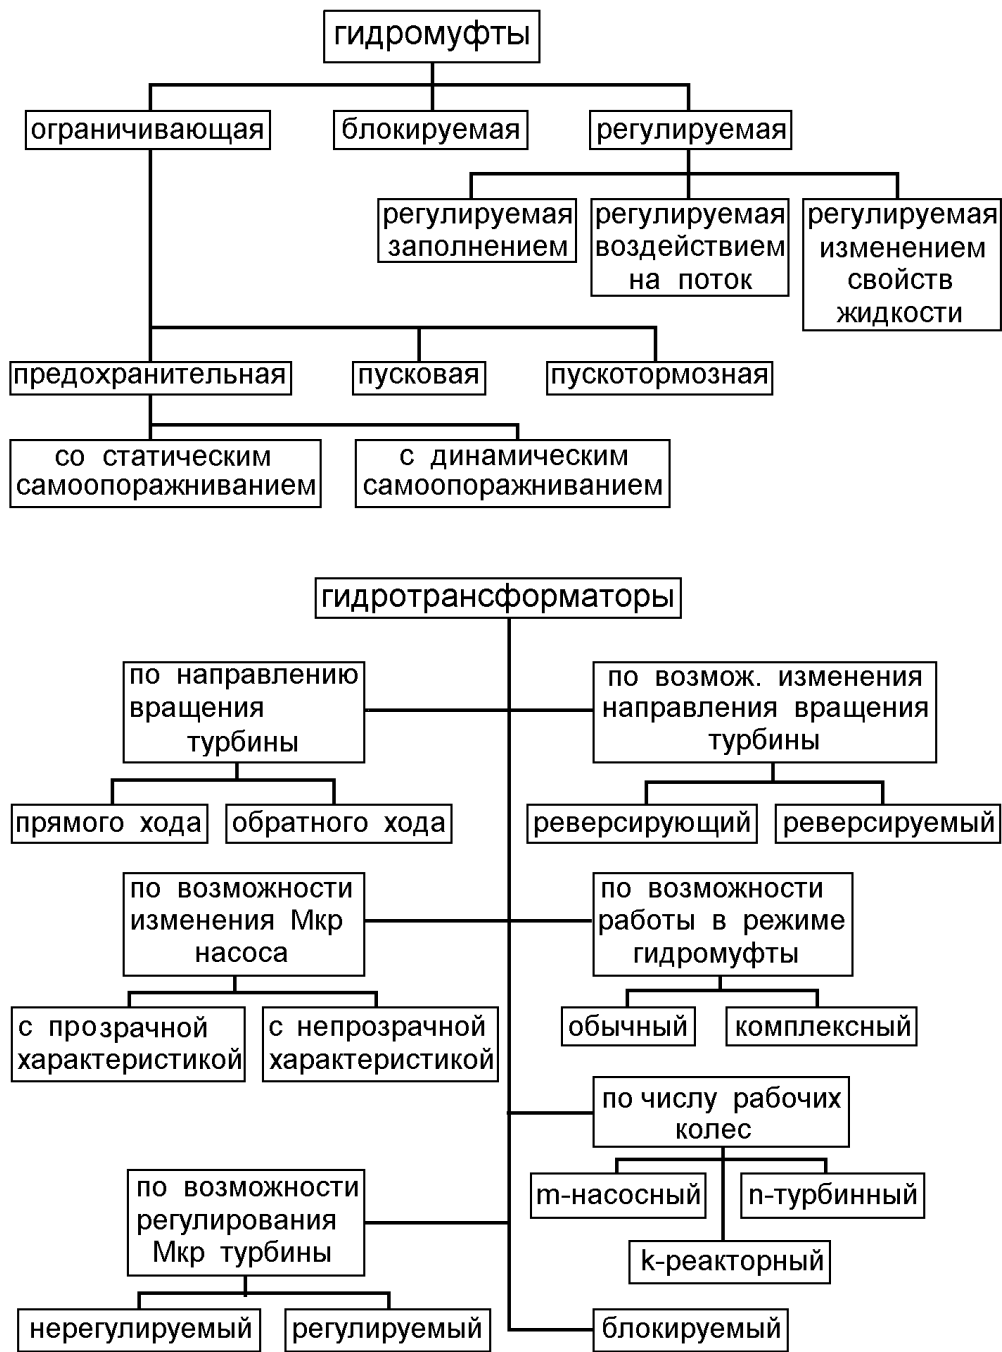 гидромуфты
ограничивающая
блокируемая
регулируемая
регулируемая
заполнением
регулируемая
воздействием
на поток
регулируемая
изменением
свойств
жидкости
предохранительная
пусковая
пускотормозная
со статическим
самоопоражниванием
с динамическим
самоопоражниванием
гидротрансформаторы
по направлению
вращения
турбины
по возмож. изменения
направления вращения
турбины
прямого хода
обратного хода
реверсирующий
реверсируемый
по возможности
изменения Мкр
насоса
по возможности
работы в режиме
гидромуфты
с прозрачной
характеристикой
с непрозрачной
характеристикой
обычный
комплексный
по числу рабочих
колес
m-насосный
n-турбинный
k-реакторный
по возможности
регулирования
Мкр турбины
нерегулируемый
регулируемый
блокируемый